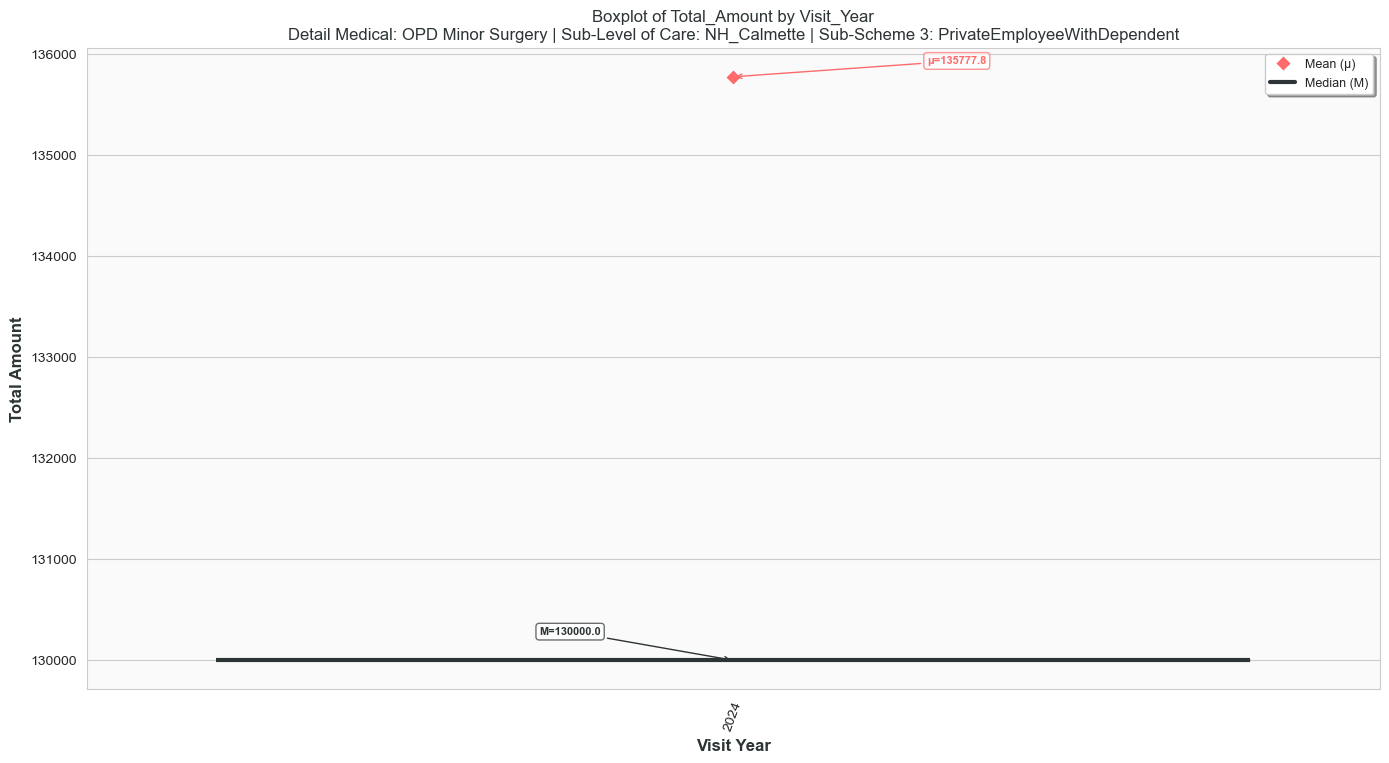 Boxplot of Total_Amount by Visit_Year
Detail Medical: OPD Minor Surgery | Sub-Level of Care: NH_Calmette | Sub-Scheme 3: PrivateEmployeeWithDependent
Mean (μ)
Median (M)
μ=135777.8
M=130000.0
136000
135000
134000
133000
132000
131000
130000
Total Amount
2024
Visit Year